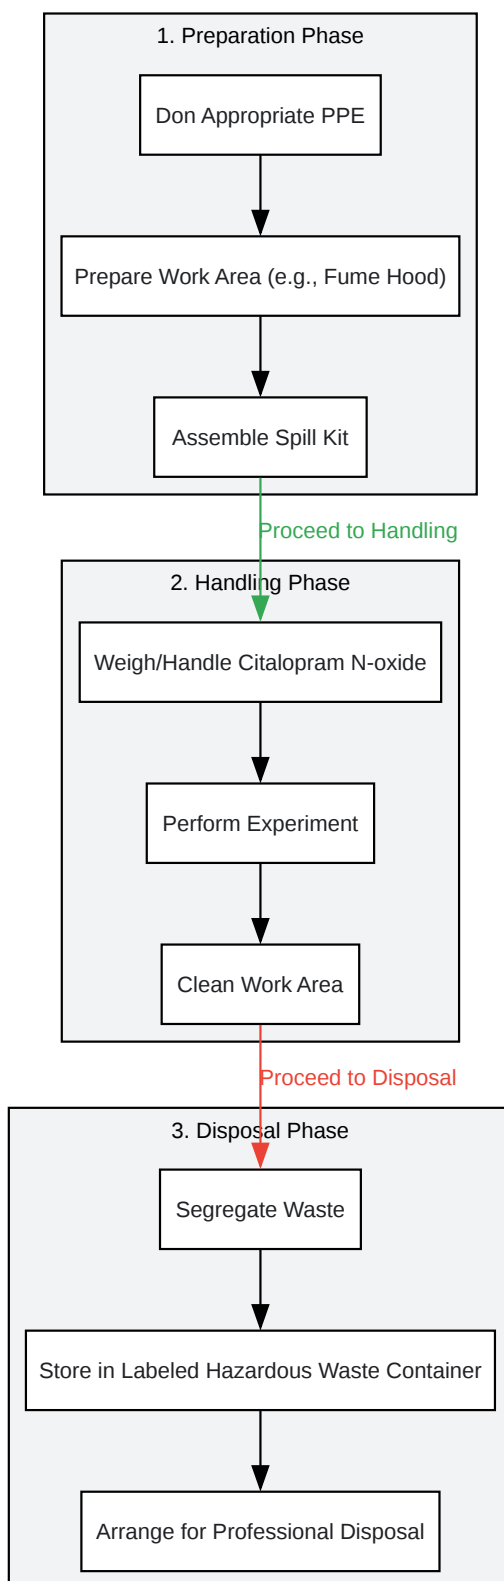 1. Preparation Phase
Don Appropriate PPE
Prepare Work Area (e.g., Fume Hood)
Assemble Spill Kit
Proceed to Handling
2. Handling Phase
Weigh/Handle Citalopram N-oxide
Perform Experiment
Clean Work Area
Proceed to Disposal
3. Disposal Phase
Segregate Waste
Store in Labeled Hazardous Waste Container
Arrange for Professional Disposal